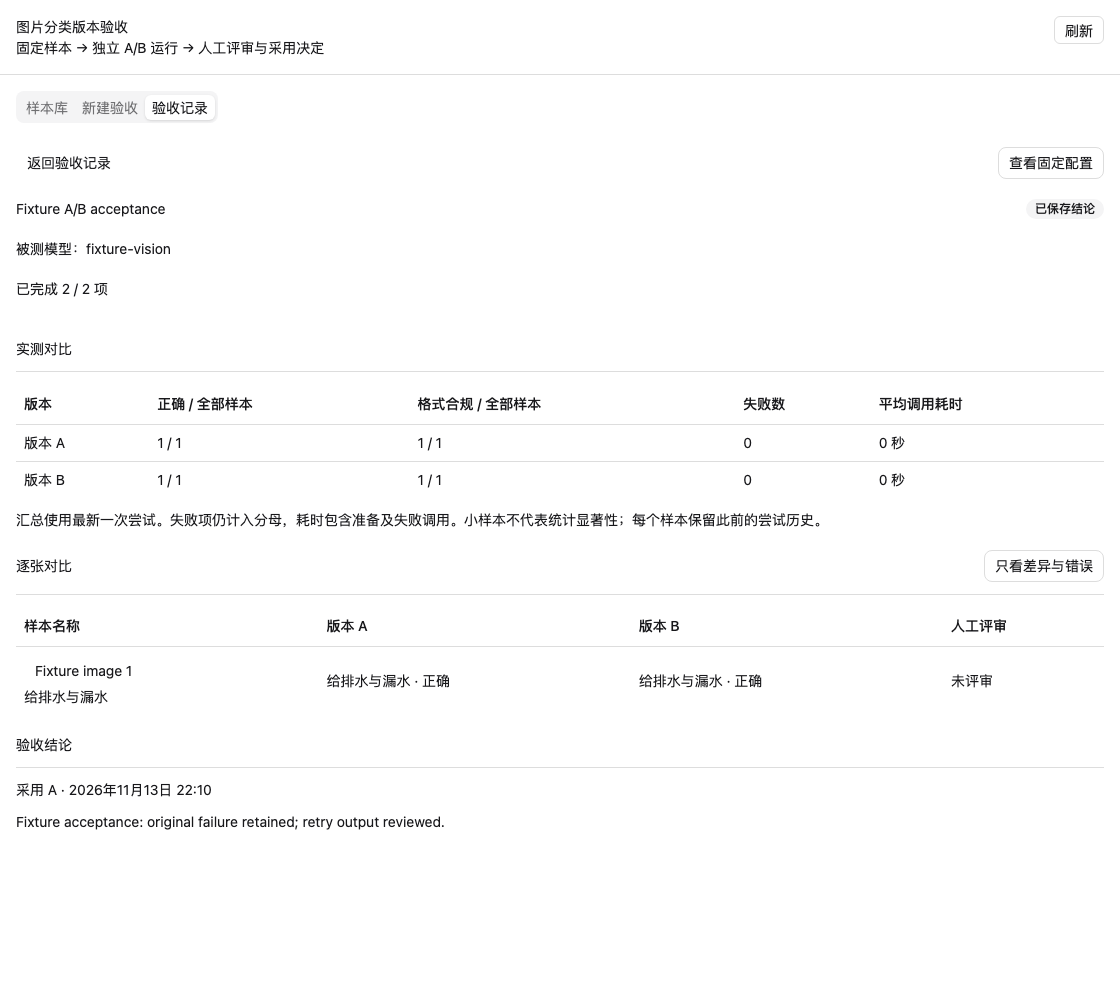 图片分类版本验收
固定样本 → 独立 A/B 运行 → 人工评审与采用决定
刷新
样本库 新建验收 验收记录
返回验收记录 查看固定配置
Fixture A/B acceptance 已保存结论
被测模型：fixture-vision
已完成 2 / 2 项
实测对比
版本 正确 / 全部样本 格式合规 / 全部样本 失败数 平均调用耗时
版本 A 1 / 1 1 / 1 0 0 秒
版本 B 1 / 1 1 / 1 0 0 秒
汇总使用最新一次尝试。失败项仍计入分母，耗时包含准备及失败调用。小样本不代表统计显著性；每个样本保留此前的尝试历史。
逐张对比 只看差异与错误
样本名称 版本 A 版本 B 人工评审
Fixture image 1
给排水与漏水 给排水与漏水 · 正确 给排水与漏水 · 正确 未评审
验收结论
采用 A · 2026年11月13日 22:10
Fixture acceptance: original failure retained; retry output reviewed.